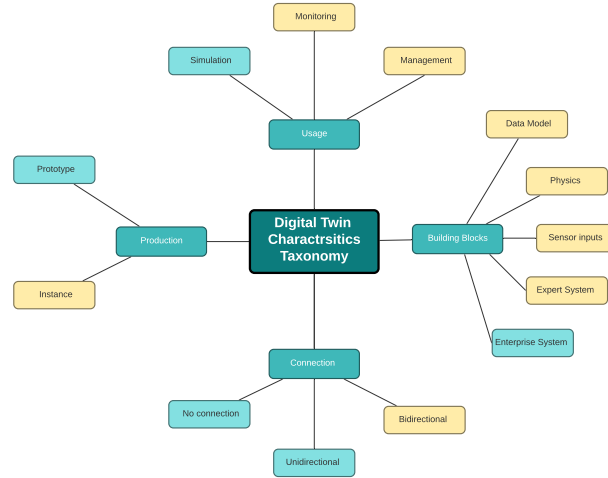 Monitoring
Simulation
Management
Data Model
Usage
Prototype
Physics
Digital Twin
Charactrsitics
Taxonomy
Production
Building Blocks
Sensor inputs
Instance
Expert System
Enterprise System
Connection
No connection
Bidirectional
Unidirectional